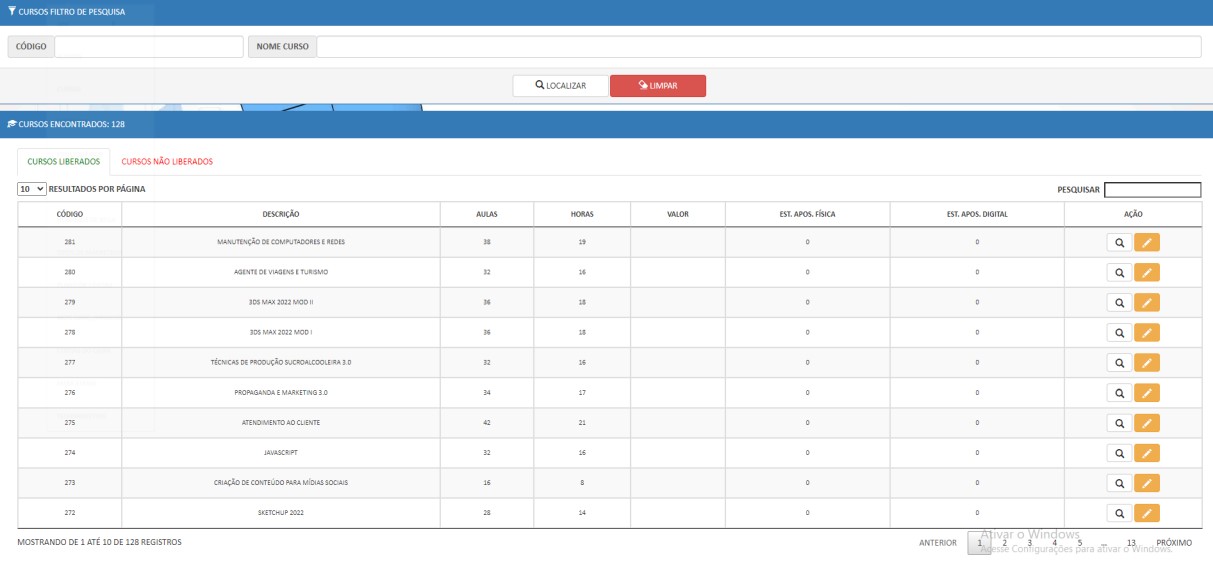 CURSOS FILTRO DE PESQUISA
CÓDIGO NOME CURSO
LOCALIZAR LIMPAR
CURSOS ENCONTRADOS: 128
CURSOS LIBERADOS CURSOS NÃO LIBERADOS
10 RESULTADOS POR PÁGINA PESQUISAR
CÓDIGO DESCRIÇÃO AULAS HORAS VALOR EST. APOS. FÍSICA EST. APOS. DIGITAL AÇÃO
281 MANUTENÇÃO DE COMPUTADORES E REDES 38 19 0 0
280 AGENTE DE VIAGENS E TURISMO 32 16 0 0
279 3DS MAX 2022 MOD II 36 18 0 0
278 3DS MAX 2022 MOD I 36 18 0 0
277 TÉCNICAS DE PRODUÇÃO SUCROALCOOLEIRA 3.0 32 16 0 0
276 PROPAGANDA E MARKETING 3.0 34 17 0 0
275 ATENDIMENTO AO CLIENTE 42 21 0 0
274 JAVASCRIPT 32 16 0 0
273 CRIAÇÃO DE CONTEÚDO PARA MÍDIAS SOCIAIS 16 8 0 0
272 SKETCHUP 2022 28 14 0 0
MOSTRANDO DE 1 ATÉ 10 DE 128 REGISTROS ANTERIOR 1 2 3 4 5 ... 13 PRÓXIMO
Ativar o Windows
Acesse Configurações para ativar o Windows.